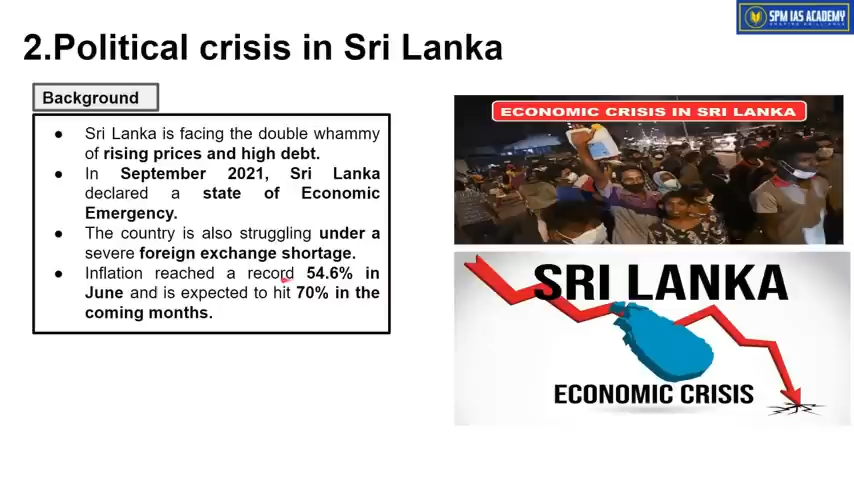 SPM IAS ACADEMY
2.Political crisis in Sri Lanka
Background
● Sri Lanka is facing the double whammy
of rising prices and high debt.
● In September 2021, Sri Lanka
declared a state of Economic
Emergency.
● The country is also struggling under a
severe foreign exchange shortage.
● Inflation reached a record 54.6% in
June and is expected to hit 70% in the
coming months.
ECONOMIC CRISIS IN SRI LANKA
SRI LANKA
ECONOMIC CRISIS